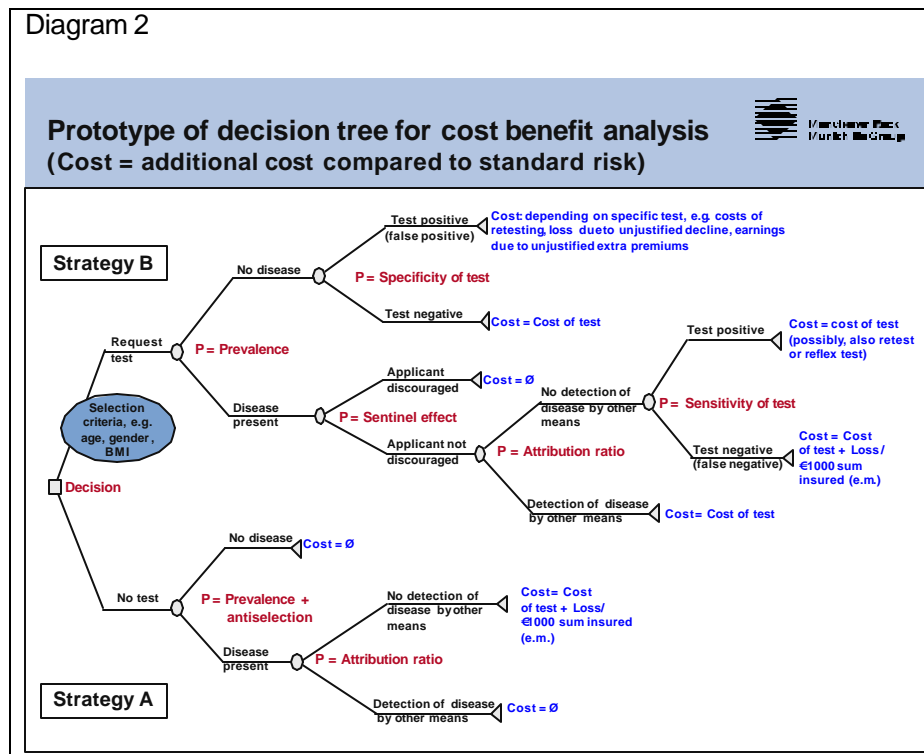 Diagram 2
Prototype of decision tree for cost benefit analysis
(Cost = additional cost compared to standard risk)
Munich Re Group
Strategy B
Test positive
(false positive)
Cost: depending on specific test, e.g. costs of
retesting, loss due to unjustified decline, earnings
due to unjustified extra premiums
No disease
P = Specificity of test
Test negative
Cost = Cost of test
Request
test
P = Prevalence
Applicant
discouraged
Cost = Ø
Disease
present
P = Sentinel effect
Applicant not
discouraged
No detection of
disease by other
means
P = Attribution ratio
Test positive
Cost = cost of test
(possibly, also retest
or reflex test)
P = Sensitivity of test
Test negative
(false negative)
Cost = Cost
of test + Loss/
€1000 sum
insured (e.m.)
Detection of disease
by other means
Cost = Cost of test
Selection
criteria, e.g.
age, gender,
BMI
Decision
No disease
Cost = Ø
No test
P = Prevalence +
antiselection
No detection of
disease by other
means
Cost = Cost
of test + Loss/
€1000 sum insured
(e.m.)
Disease
present
P = Attribution ratio
Detection of disease
by other means
Cost = Ø
Strategy A